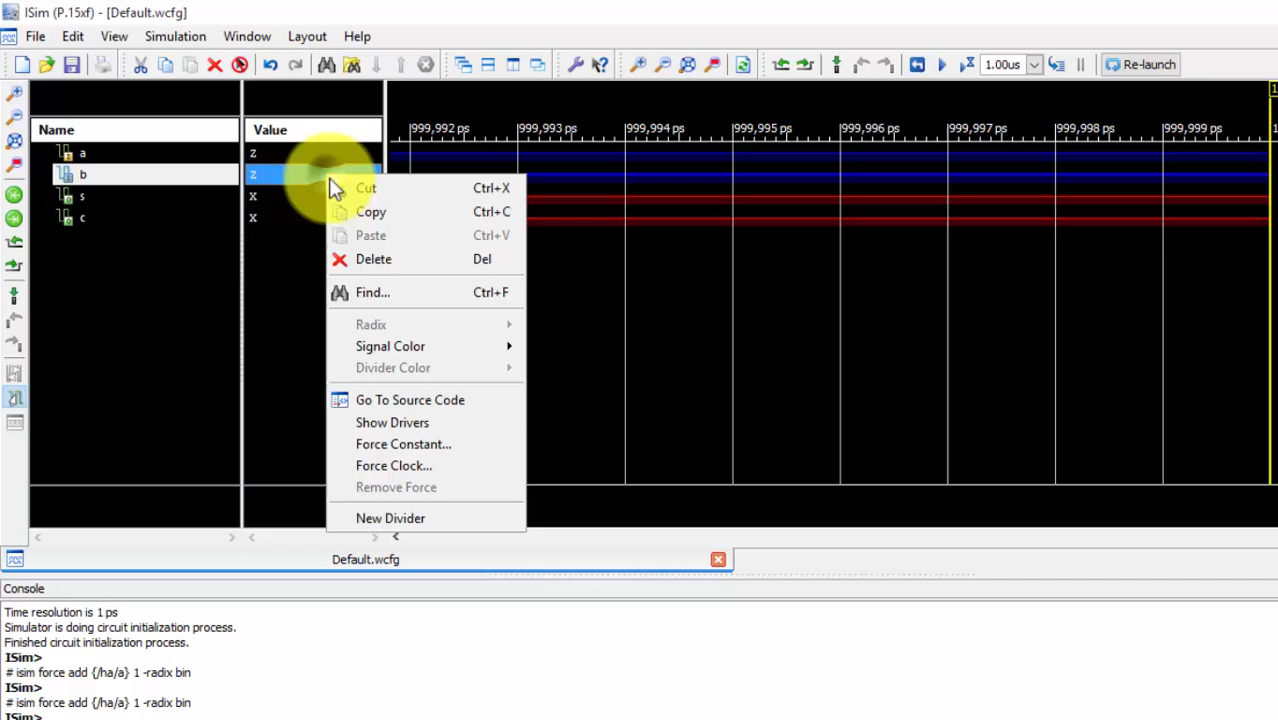 ISim (P.15xf) - [Default.wcfg]
File Edit View Simulation Window Layout Help
1.00us Re-launch
1
Name Value 999,992 ps 999,993 ps 999,994 ps 999,995 ps 999,996 ps 999,997 ps 999,998 ps 999,999 ps
a z
b z
s x
c x
Cut Ctrl+X
Copy Ctrl+C
Paste Ctrl+V
Delete Del
Find... Ctrl+F
Radix
Signal Color
Divider Color
Go To Source Code
Show Drivers
Force Constant...
Force Clock...
Remove Force
New Divider
Default.wcfg
Console
Time resolution is 1 ps
Simulator is doing circuit initialization process.
Finished circuit initialization process.
ISim>
# isim force add {/ha/a} 1 -radix bin
ISim>
# isim force add {/ha/a} 1 -radix bin
ISim>